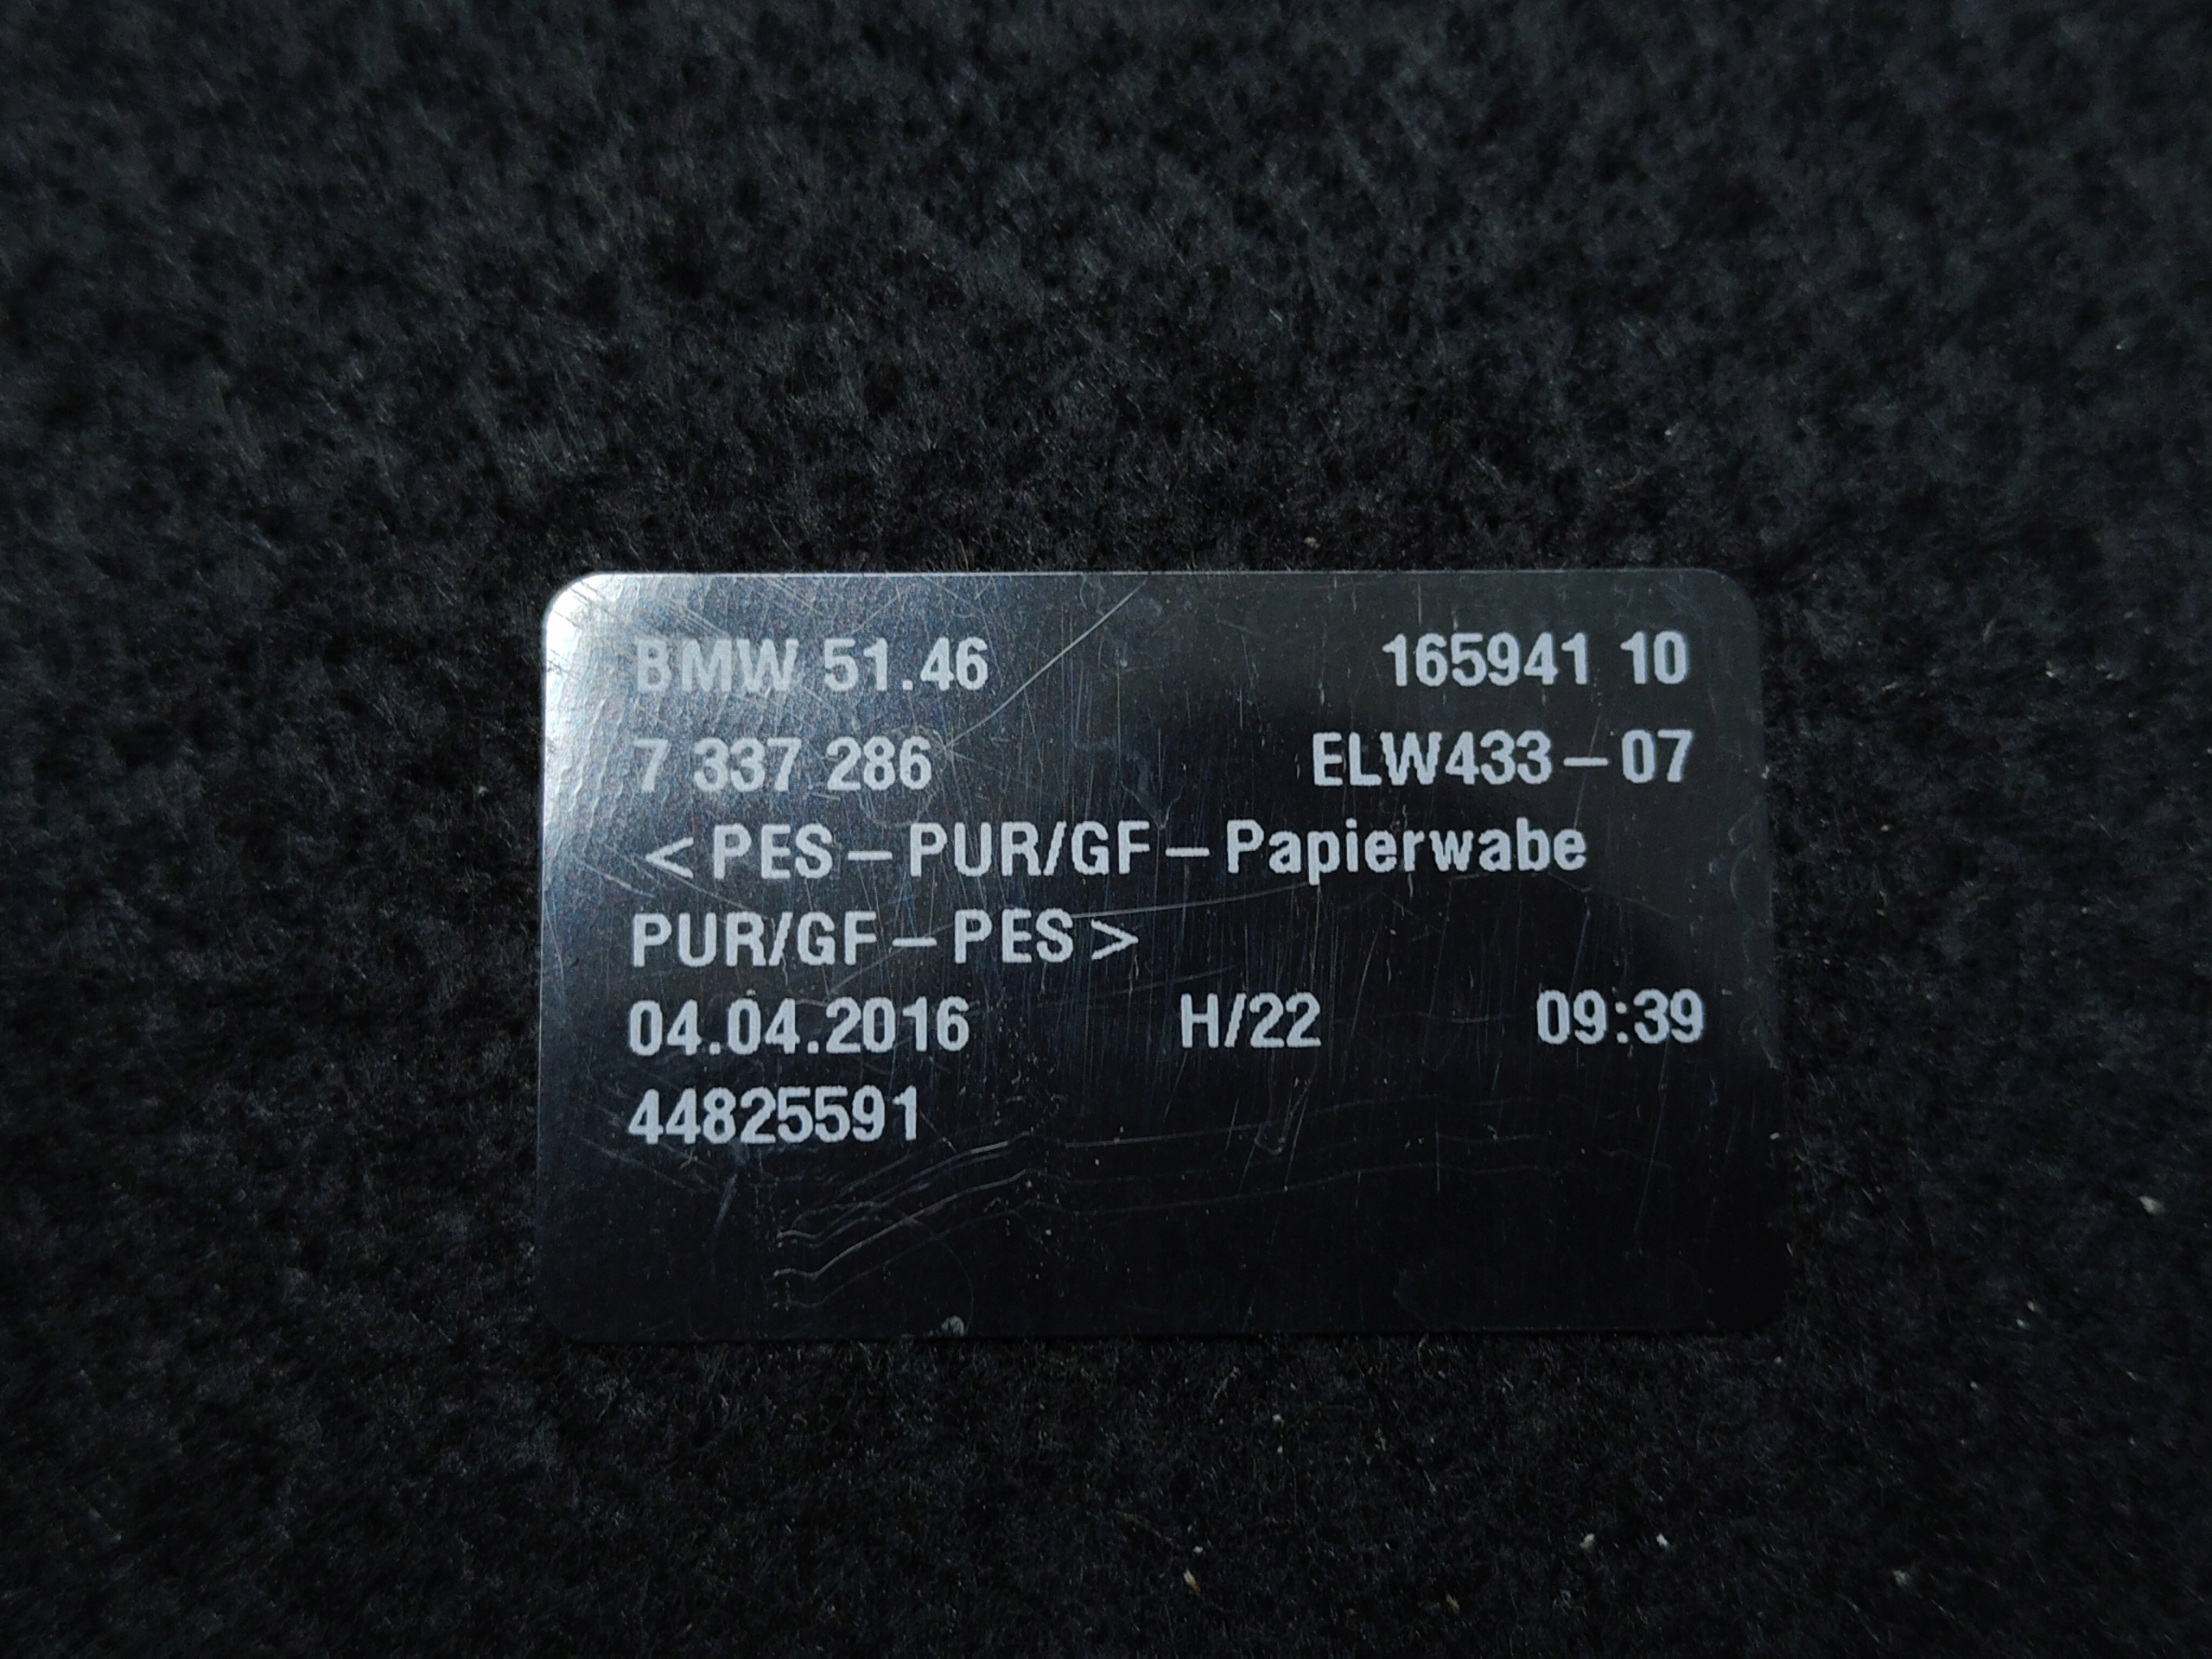 BMW 51.46 165941 10
7 337 286 ELW433-07
<PES-PUR/GF-Papierwabe
PUR/GF-PES>
04.04.2016 H/22 09:39
44825591